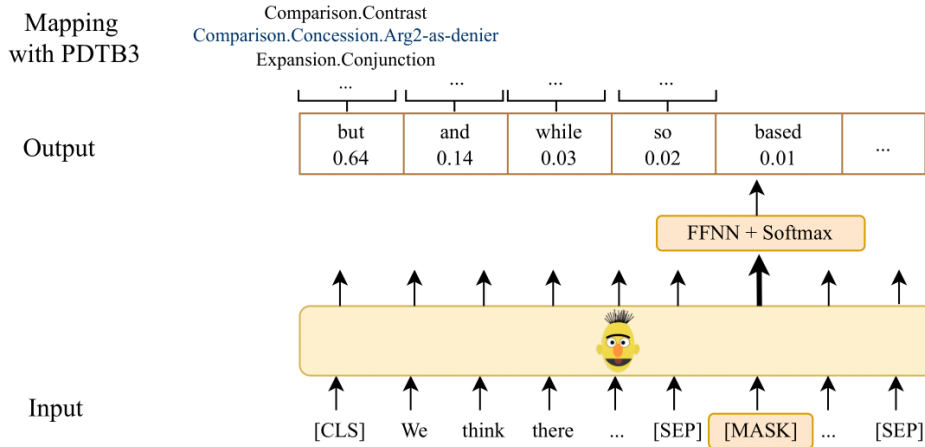 Mapping
with PDTB3
Comparison.Contrast
Comparison.Concession.Arg2-as-denier
Expansion.Conjunction
... ... ... ...
Output
but and while so based ...
0.64 0.14 0.03 0.02 0.01
FFNN + Softmax
Input
[CLS] We think there ... [SEP] [MASK] ... [SEP]